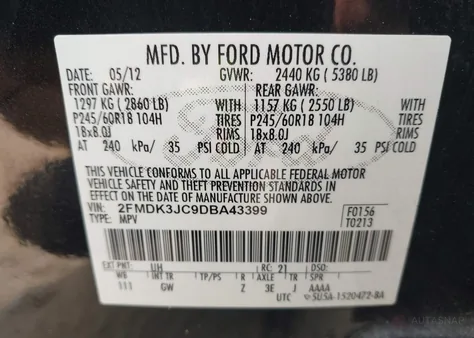 MFD. BY FORD MOTOR CO.
DATE: 05/12 GVWR: 2440 KG ( 5380 LB)
FRONT GAWR: REAR GAWR:
1297 KG ( 2860 LB) WITH 1157 KG ( 2550 LB) WITH
P245/60R18 104H TIRES P245/60R18 104H TIRES
18x8.0J RIMS 18x8.0J RIMS
AT 240 kPa/ 35 PSI COLD AT 240 kPa/ 35 PSI COLD
THIS VEHICLE CONFORMS TO ALL APPLICABLE FEDERAL MOTOR
VEHICLE SAFETY AND THEFT PREVENTION STANDARDS IN EFFECT
ON THE DATE OF MANUFACTURE SHOWN ABOVE.
VIN: 2FMDK3JC9DBA43399
TYPE: MPV
F0156
T0213
EXT PNT: UH RC: 21 DSO:
WB INT TR TP/PS R AXLE TR SPR
111 GW Z 3E J AAAA
UTC 5U5A-1520472-BA
AUTASNAP